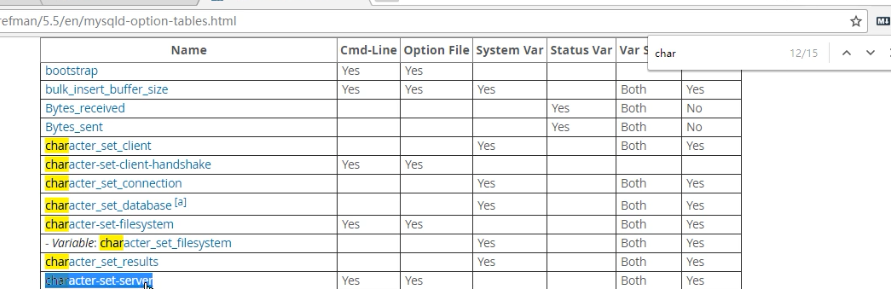 refman/5.5/en/mysqld-option-tables.html
char 12/15
Name Cmd-Line Option File System Var Status Var Var S
bootstrap Yes Yes
bulk_insert_buffer_size Yes Yes Yes Both Yes
Bytes_received Yes Both No
Bytes_sent Yes Both No
character_set_client Yes Both Yes
character-set-client-handshake Yes Yes
character_set_connection Yes Both Yes
character_set_database [a] Yes Both Yes
character-set-filesystem Yes Yes Both Yes
- Variable: character_set_filesystem Yes Both Yes
character_set_results Yes Both Yes
character-set-server Yes Yes Both Yes